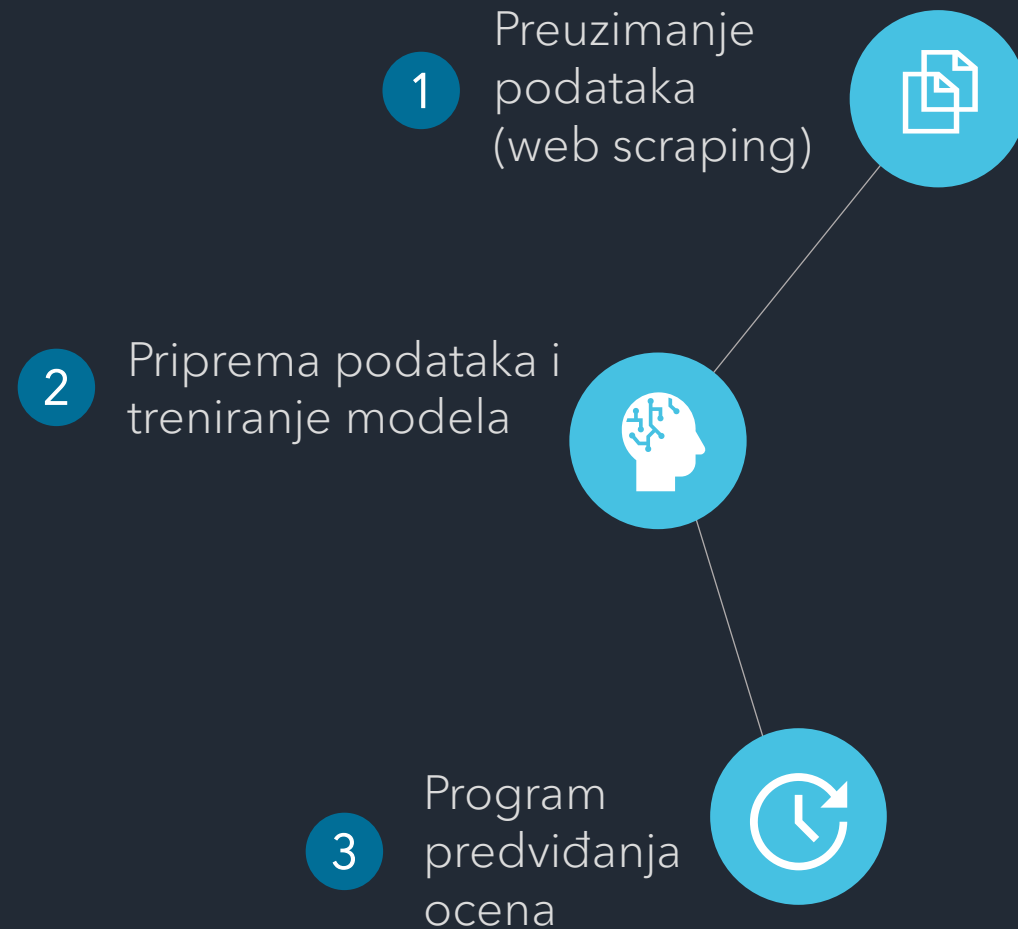 1
Preuzimanje
podataka
(web scraping)
2
Priprema podataka i
treniranje modela
3
Program
predviđanja
ocena